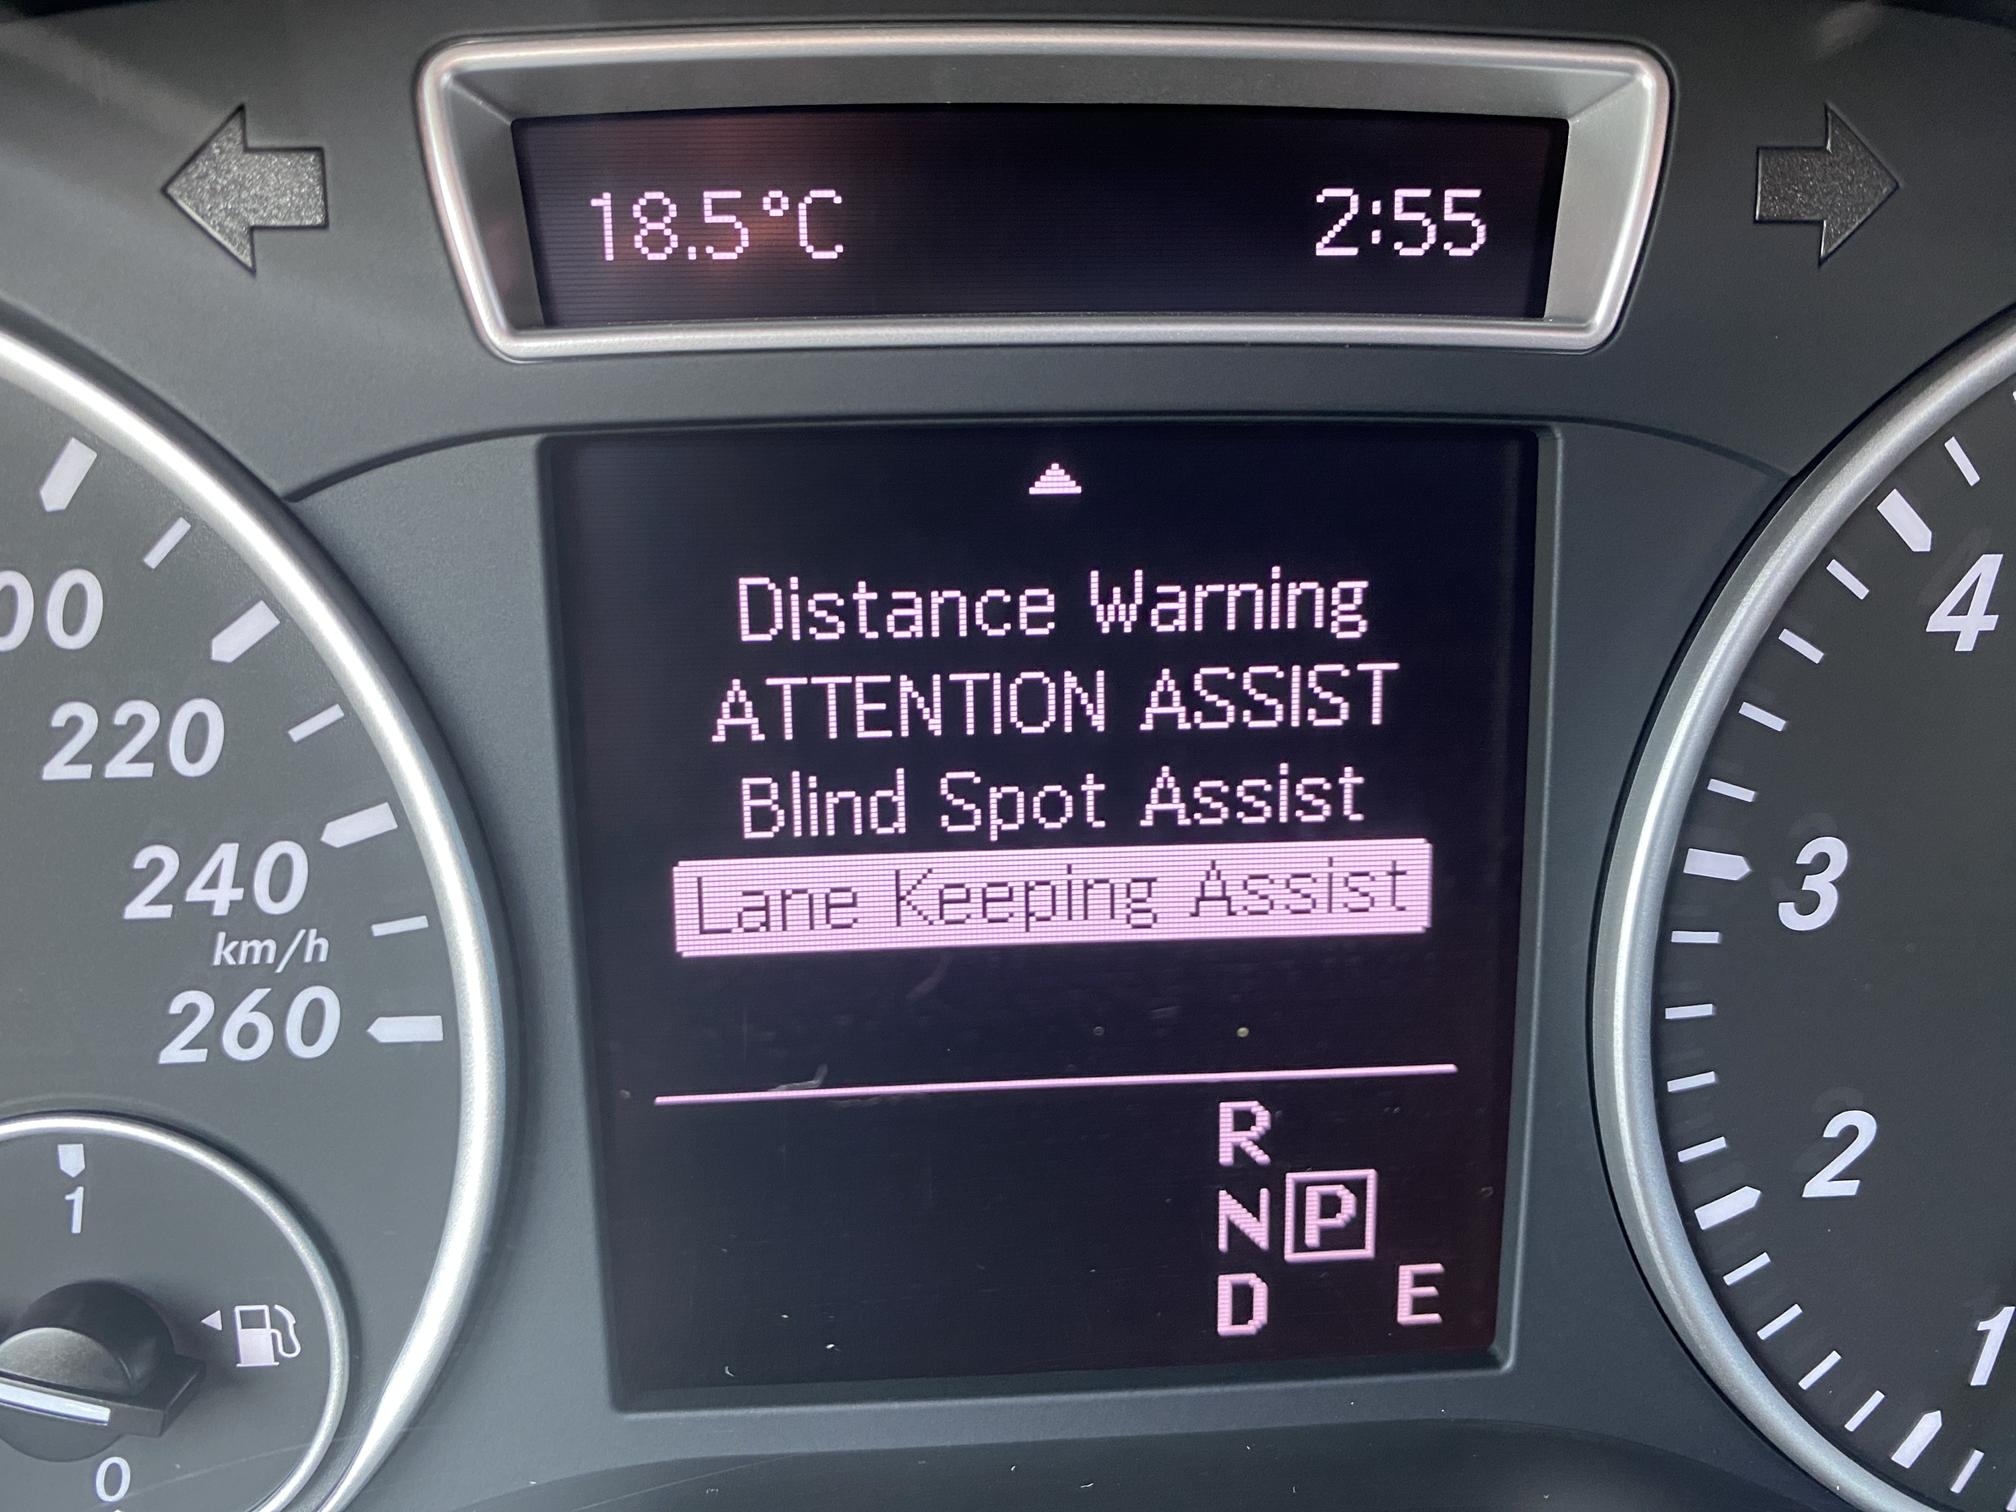 18.5°C 2:55
Distance Warning
ATTENTION ASSIST
Blind Spot Assist
Lane Keeping Assist
R
N P
D E
00
220
240
km/h
260
1
0
4
3
2
1